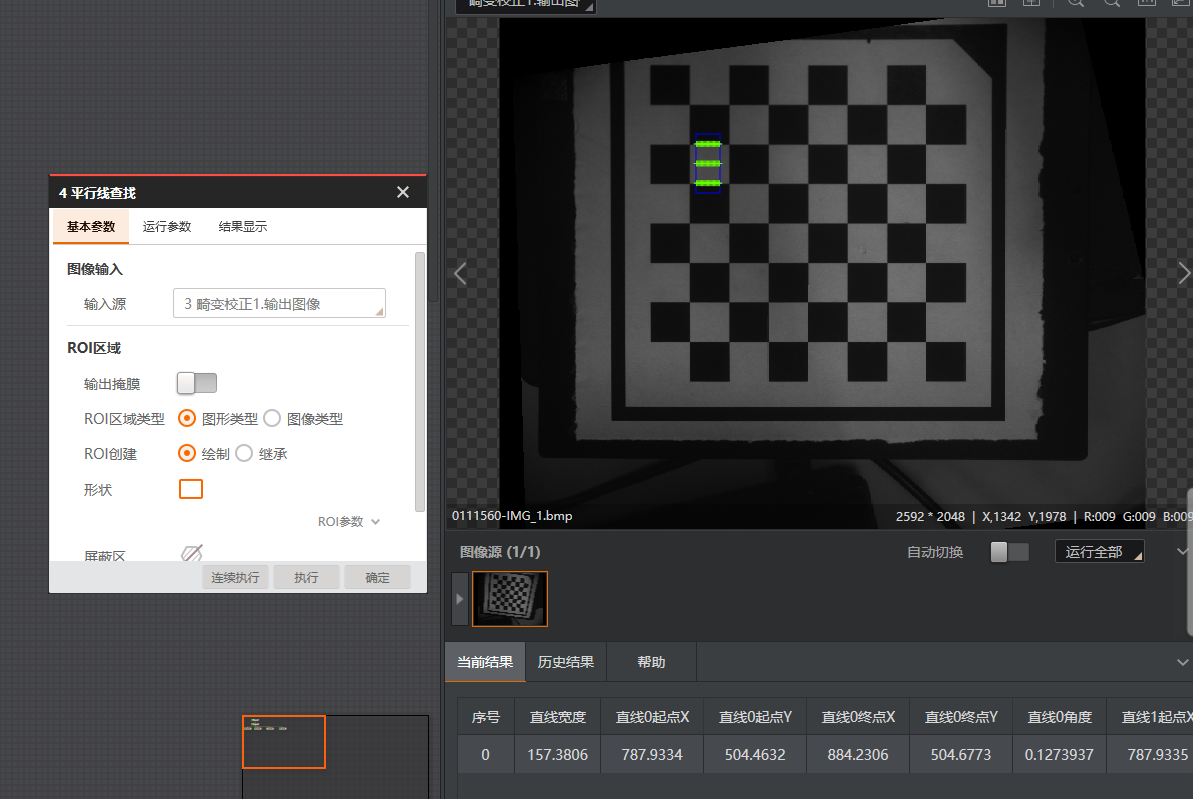 畸变校正1.输出图
4 平行线查找
基本参数 运行参数 结果显示
图像输入
输入源 3 畸变校正1.输出图像
ROI区域
输出掩膜
ROI区域类型 图形类型 图像类型
ROI创建 绘制 继承
形状
ROI参数
屏蔽区
连续执行 执行 确定
0111560-IMG_1.bmp 2592 * 2048 | X,1342 Y,1978 | R:009 G:009 B:009
图像源 (1/1) 自动切换 运行全部
当前结果 历史结果 帮助
序号 直线宽度 直线0起点X 直线0起点Y 直线0终点X 直线0终点Y 直线0角度 直线1起点X
0 157.3806 787.9334 504.4632 884.2306 504.6773 0.1273937 787.9335